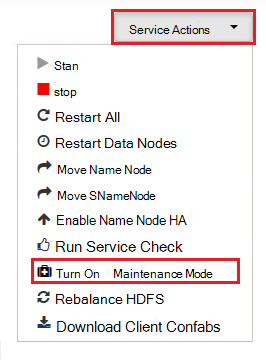 Service Actions
Stan
stop
Restart All
Restart Data Nodes
Move Name Node
Move SNameNode
Enable Name Node HA
Run Service Check
Turn On Maintenance Mode
Rebalance HDFS
Download Client Confabs